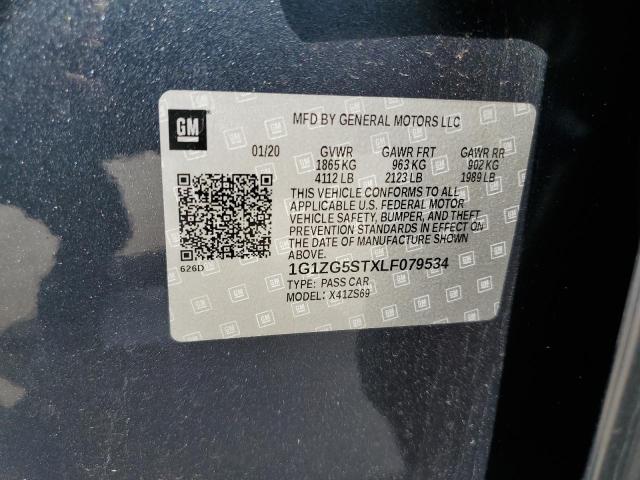 GM
MFD BY GENERAL MOTORS LLC
01/20 GVWR GAWR FRT GAWR RR
1865 KG 963 KG 902 KG
4112 LB 2123 LB 1989 LB
THIS VEHICLE CONFORMS TO ALL
APPLICABLE U.S. FEDERAL MOTOR
VEHICLE SAFETY, BUMPER, AND THEFT
PREVENTION STANDARDS IN EFFECT ON
THE DATE OF MANUFACTURE SHOWN
ABOVE.
626D
1G1ZG5STXLF079534
TYPE: PASS CAR
MODEL: X41ZS69